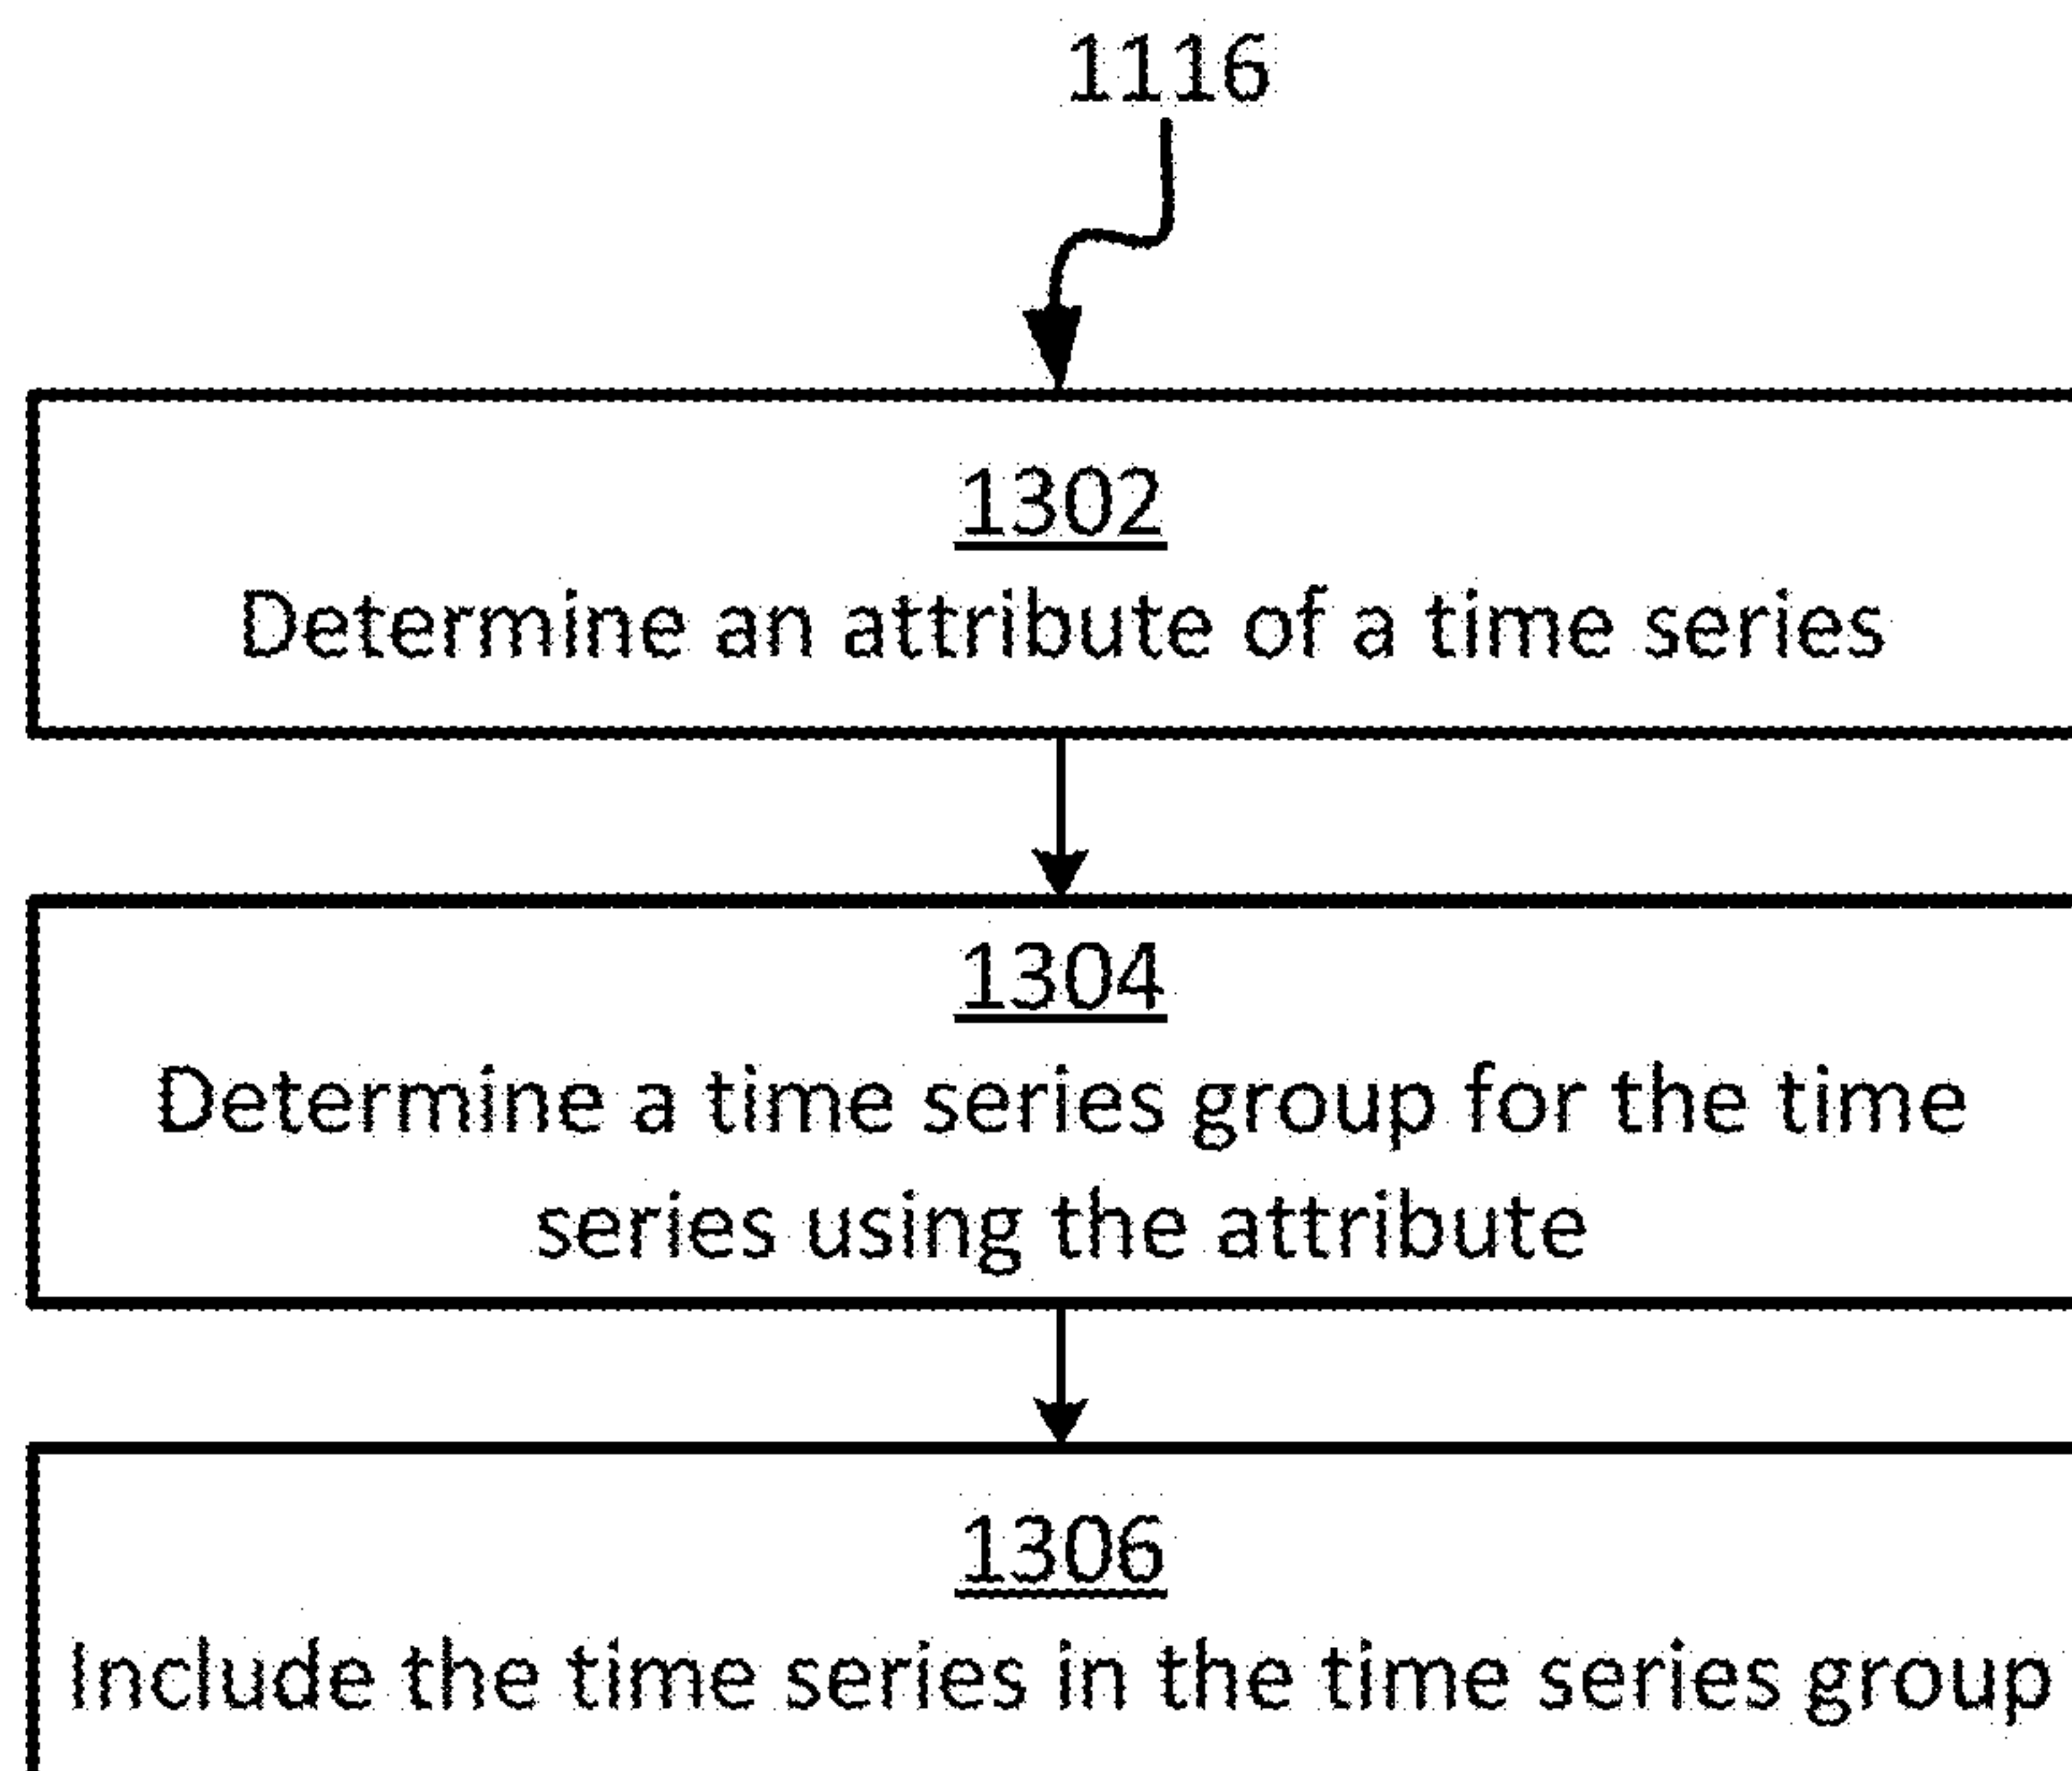 1116
1302
Determine an attribute of a time series
1304
Determine a time series group for the time
series using the attribute
1306
Include the time series in the time series group